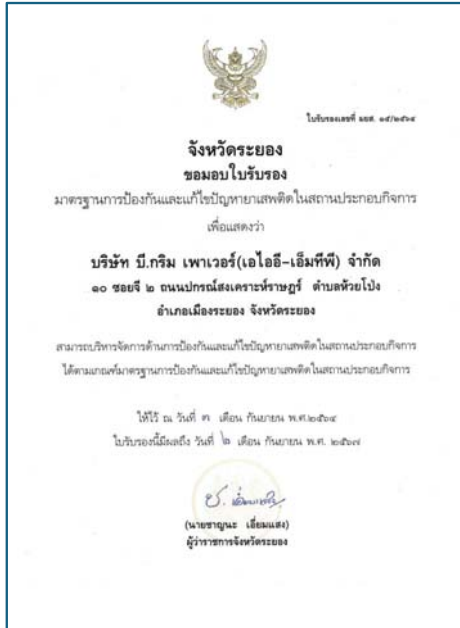 ใบรับรองเลขที่ มยส. ๑๕/๒๕๖๔
จังหวัดระยอง
ขอมอบใบรับรอง
มาตรฐานการป้องกันและแก้ไขปัญหายาเสพติดในสถานประกอบกิจการ
เพื่อแสดงว่า
บริษัท บี.กริม เพาเวอร์(เอไออี-เอ็มทีพี) จำกัด
๑๐ ซอยจี ๒ ถนนปกรณ์สงเคราะห์ราษฎร์ ตำบลห้วยโป่ง
อำเภอเมืองระยอง จังหวัดระยอง
สามารถบริหารจัดการด้านการป้องกันและแก้ไขปัญหายาเสพติดในสถานประกอบกิจการ
ได้ตามเกณฑ์มาตรฐานการป้องกันและแก้ไขปัญหายาเสพติดในสถานประกอบกิจการ
ให้ไว้ ณ วันที่ ๓ เดือน กันยายน พ.ศ.๒๕๖๔
ใบรับรองนี้มีผลถึง วันที่ ๒ เดือน กันยายน พ.ศ. ๒๕๖๗
(นายชาญนะ เอี่ยมแสง)
ผู้ว่าราชการจังหวัดระยอง